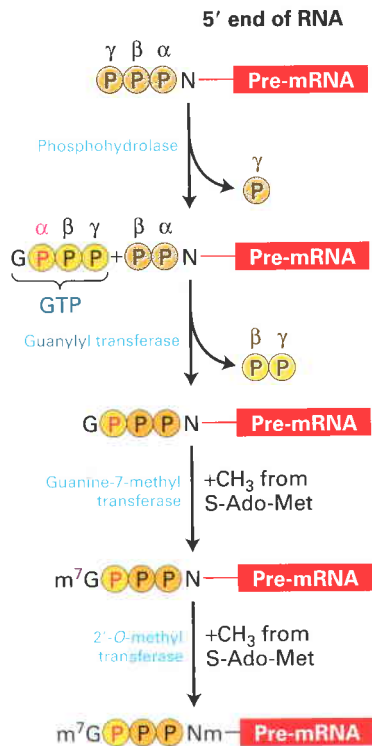 5′ end of RNA
γ β α
P P P N Pre-mRNA
Phosphohydrolase
γ
P
α β γ β α
G P P P + P P N Pre-mRNA
GTP
Guanylyl transferase
β γ
P P
G P P P N Pre-mRNA
Guanine-7-methyl
transferase
+CH₃ from
S-Ado-Met
m⁷G P P P N Pre-mRNA
2′-O-methyl
transferase
+CH₃ from
S-Ado-Met
m⁷G P P P Nm Pre-mRNA